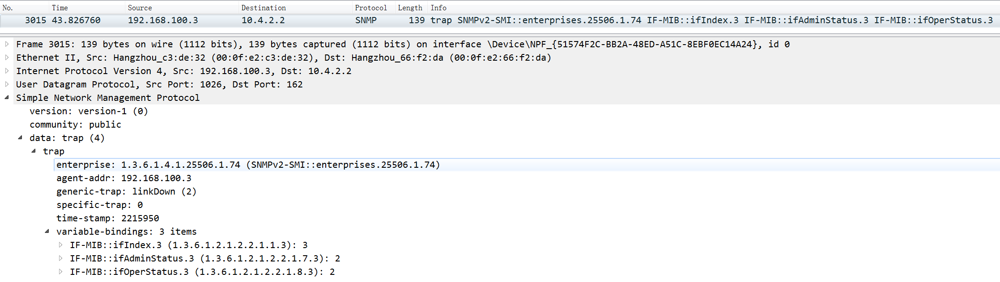 No. Time Source Destination Protocol Length Info
3015 43.826760 192.168.100.3 10.4.2.2 SNMP 139 trap SNMPv2-SMI::enterprises.25506.1.74 IF-MIB::ifIndex.3 IF-MIB::ifAdminStatus.3 IF-MIB::ifOperStatus.3
Frame 3015: 139 bytes on wire (1112 bits), 139 bytes captured (1112 bits) on interface \Device\NPF_{51574F2C-BB2A-48ED-A51C-8EBF0EC14A24}, id 0
Ethernet II, Src: Hangzhou_c3:de:32 (00:0f:e2:c3:de:32), Dst: Hangzhou_66:f2:da (00:0f:e2:66:f2:da)
Internet Protocol Version 4, Src: 192.168.100.3, Dst: 10.4.2.2
User Datagram Protocol, Src Port: 1026, Dst Port: 162
Simple Network Management Protocol
version: version-1 (0)
community: public
data: trap (4)
trap
enterprise: 1.3.6.1.4.1.25506.1.74 (SNMPv2-SMI::enterprises.25506.1.74)
agent-addr: 192.168.100.3
generic-trap: linkDown (2)
specific-trap: 0
time-stamp: 2215950
variable-bindings: 3 items
IF-MIB::ifIndex.3 (1.3.6.1.2.1.2.2.1.1.3): 3
IF-MIB::ifAdminStatus.3 (1.3.6.1.2.1.2.2.1.7.3): 2
IF-MIB::ifOperStatus.3 (1.3.6.1.2.1.2.2.1.8.3): 2